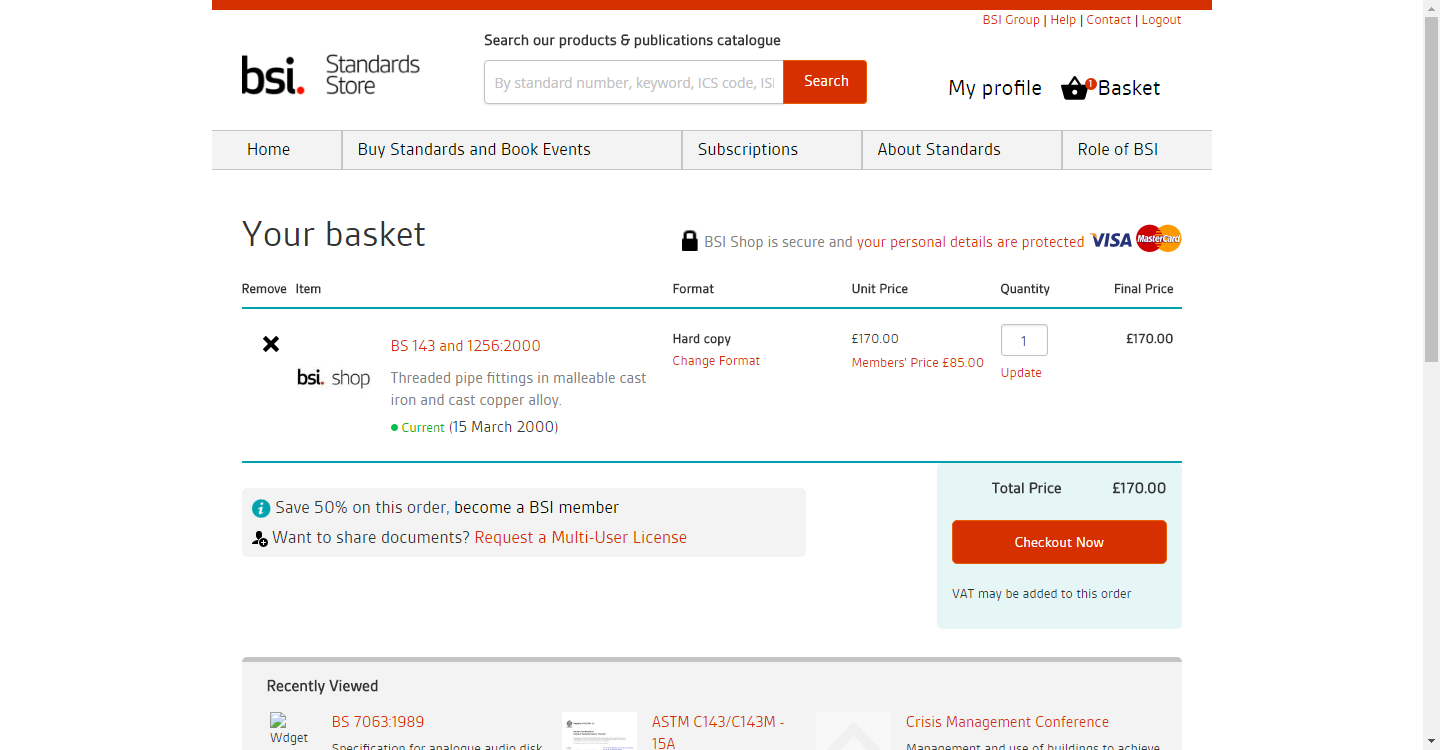 BSI Group | Help | Contact | Logout
Search our products & publications catalogue
bsi. Standards Store
By standard number, keyword, ICS code, ISI
Search
My profile
1
Basket
Home
Buy Standards and Book Events
Subscriptions
About Standards
Role of BSI
Your basket
BSI Shop is secure and your personal details are protected
VISA MasterCard
Remove Item Format Unit Price Quantity Final Price
BS 143 and 1256:2000
bsi. shop
Threaded pipe fittings in malleable cast
iron and cast copper alloy.
Current (15 March 2000)
Hard copy
Change Format
£170.00
Members' Price £85.00
1
Update
£170.00
Save 50% on this order, become a BSI member
Want to share documents? Request a Multi-User License
Total Price £170.00
Checkout Now
VAT may be added to this order
Recently Viewed
Wdget
BS 7063:1989
Specification for analogue audio disk
ASTM C143/C143M -
15A
Crisis Management Conference
Management and use of buildings to achieve